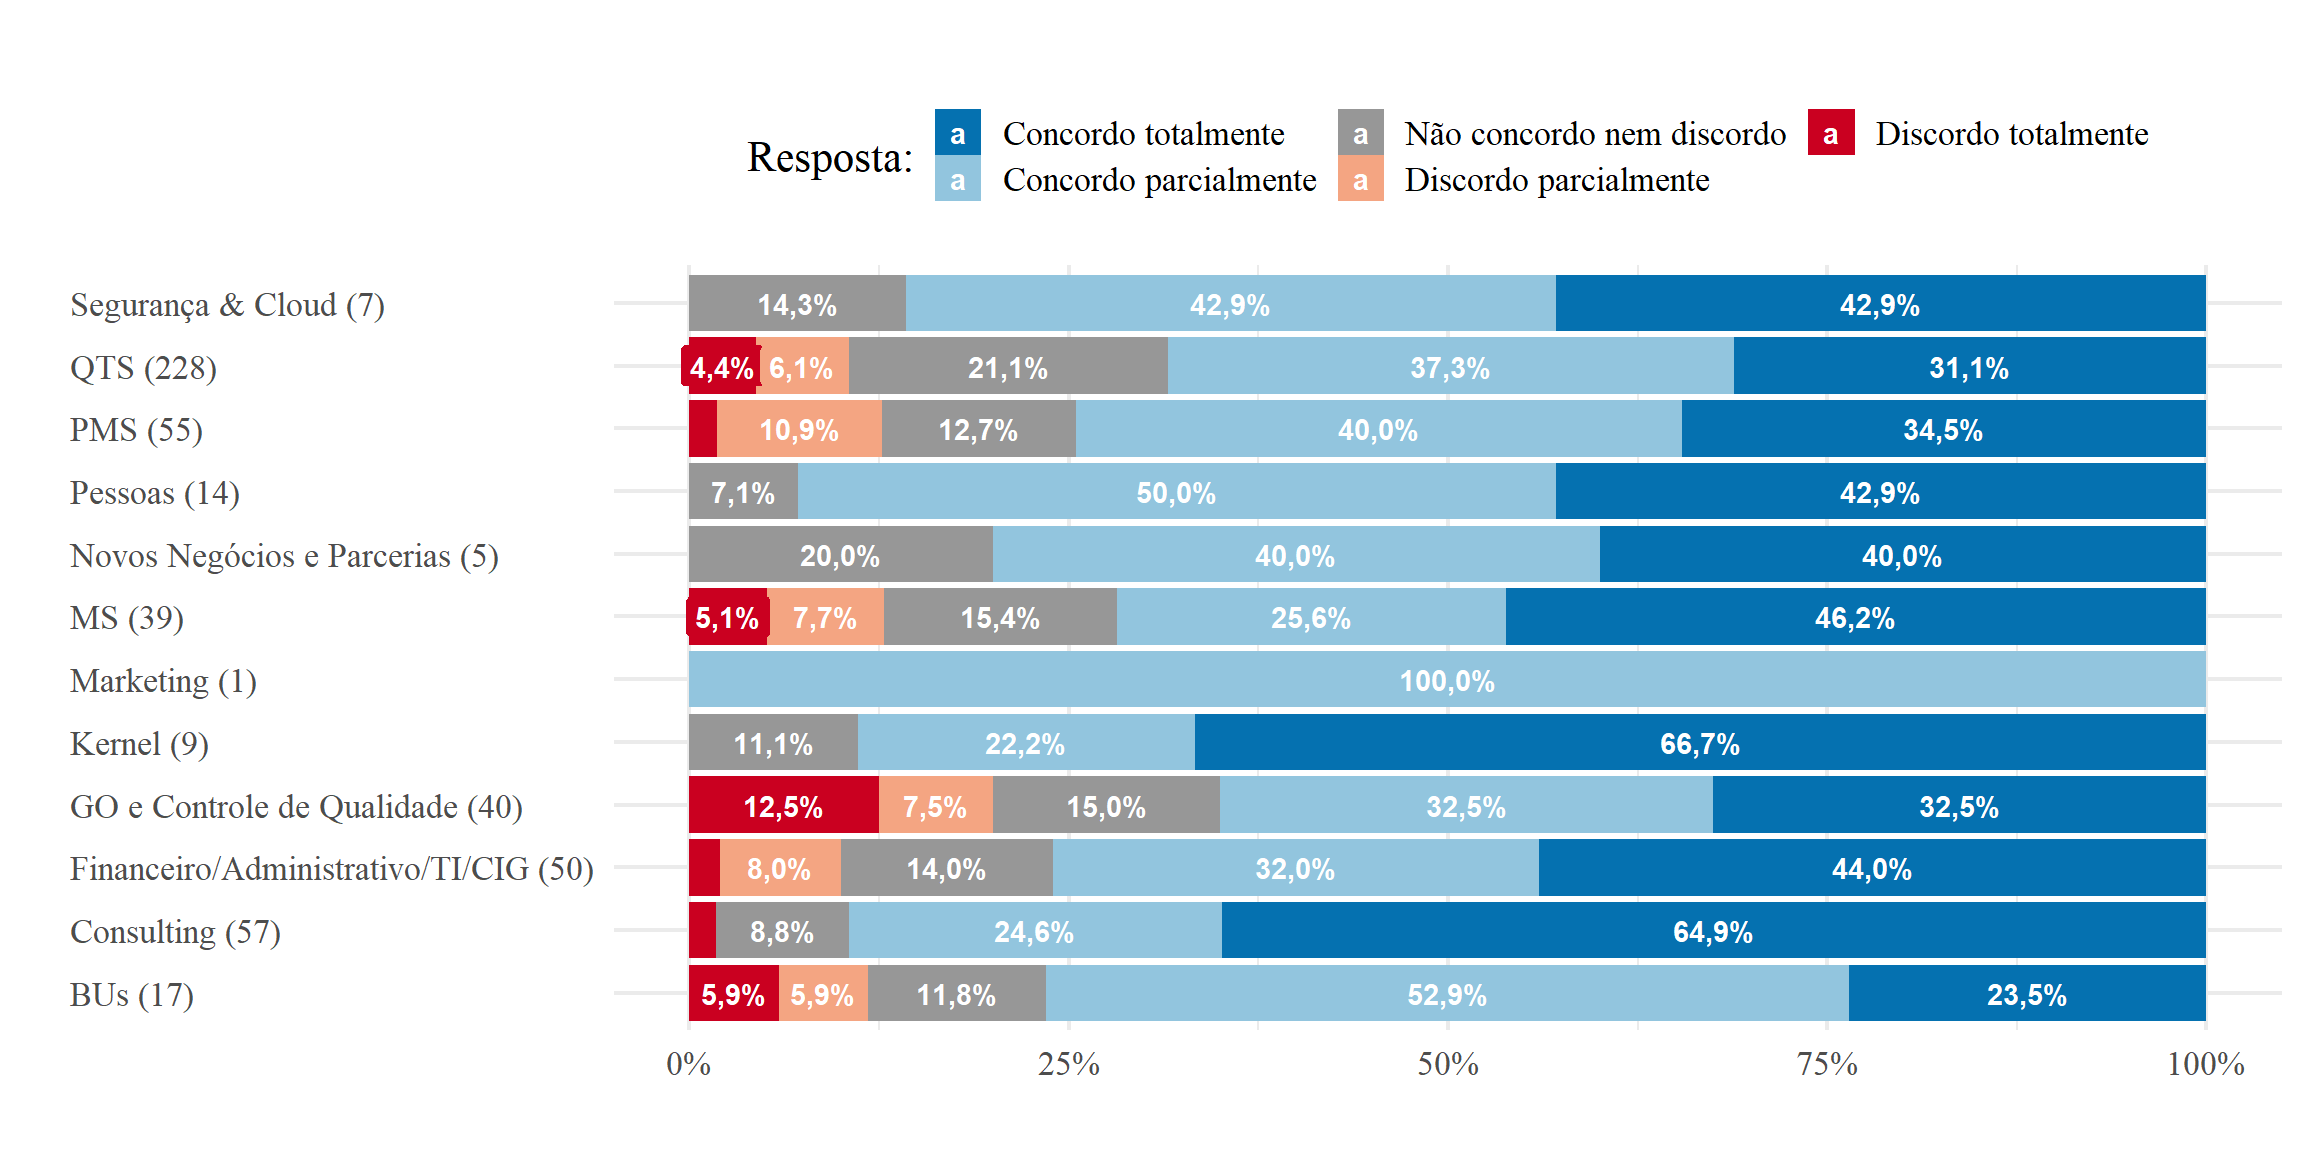 Resposta:
a Concordo totalmente a Não concordo nem discordo a Discordo totalmente
a Concordo parcialmente a Discordo parcialmente
Segurança & Cloud (7) 14,3% 42,9% 42,9%
QTS (228) 4,4% 6,1% 21,1% 37,3% 31,1%
PMS (55) 10,9% 12,7% 40,0% 34,5%
Pessoas (14) 7,1% 50,0% 42,9%
Novos Negócios e Parcerias (5) 20,0% 40,0% 40,0%
MS (39) 5,1% 7,7% 15,4% 25,6% 46,2%
Marketing (1) 100,0%
Kernel (9) 11,1% 22,2% 66,7%
GO e Controle de Qualidade (40) 12,5% 7,5% 15,0% 32,5% 32,5%
Financeiro/Administrativo/TI/CIG (50) 8,0% 14,0% 32,0% 44,0%
Consulting (57) 8,8% 24,6% 64,9%
BUs (17) 5,9% 5,9% 11,8% 52,9% 23,5%
0% 25% 50% 75% 100%